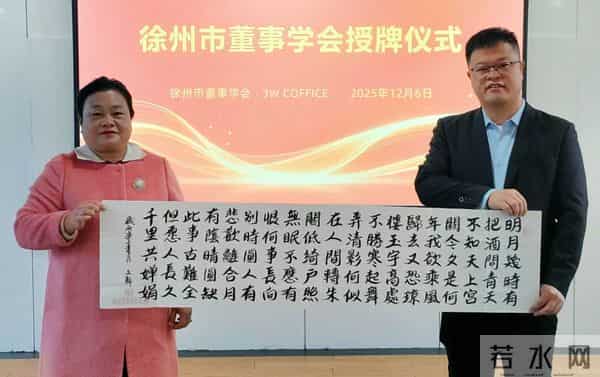 徐州市董事学会授牌仪式
徐州市董事学会 · JW COFFICE 2025年12月6日
明月幾時有
把酒問青天
不知天上宮
闕今夕是何
年我欲乘風
歸去又恐瓊
樓玉宇高處
不勝寒起舞
弄清影何似
在人間轉朱
閣低綺戶照
無眠不應有
恨何事長向
別時圓人有
悲歡離合月
有陰晴圓缺
此事古難全
但愿人長久
千里共嬋娟
若水网